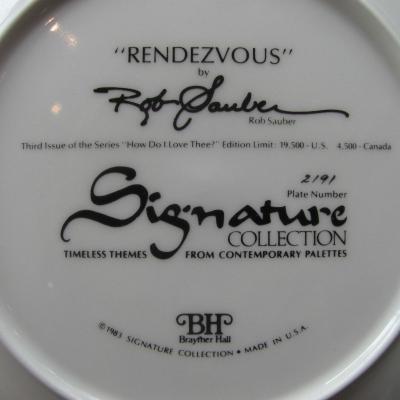 "RENDEZVOUS"
by
Rob Sauber
Rob Sauber
Third Issue of the Series "How Do I Love Thee?" Edition Limit: 19,500 - U.S. 4,500 - Canada
2191
Plate Number
Signature
COLLECTION
TIMELESS THEMES FROM CONTEMPORARY PALETTES
BH
Brayther Hall
© 1983 SIGNATURE COLLECTION • MADE IN U.S.A.